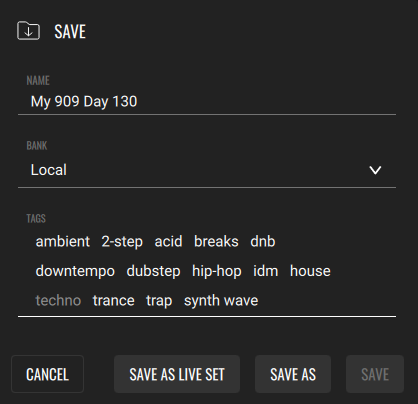 SAVE
NAME
My 909 Day 130
BANK
Local
TAGS
ambient 2-step acid breaks dnb
downtempo dubstep hip-hop idm house
techno trance trap synth wave
CANCEL SAVE AS LIVE SET SAVE AS SAVE